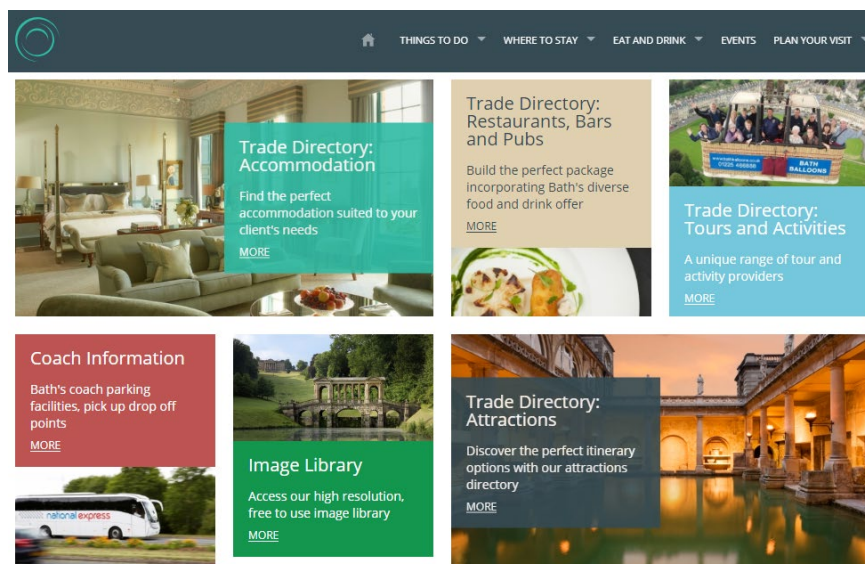 THINGS TO DO
WHERE TO STAY
EAT AND DRINK
EVENTS
PLAN YOUR VISIT
Trade Directory:
Accommodation
Find the perfect
accommodation suited to your
client's needs
MORE
Trade Directory:
Restaurants, Bars
and Pubs
Build the perfect package
incorporating Bath's diverse
food and drink offer
MORE
BATH
BALLOONS
Trade Directory:
Tours and Activities
A unique range of tour and
activity providers
MORE
Coach Information
Bath's coach parking
facilities, pick up drop off
points
MORE
national express
Image Library
Access our high resolution,
free to use image library
MORE
Trade Directory:
Attractions
Discover the perfect itinerary
options with our attractions
directory
MORE